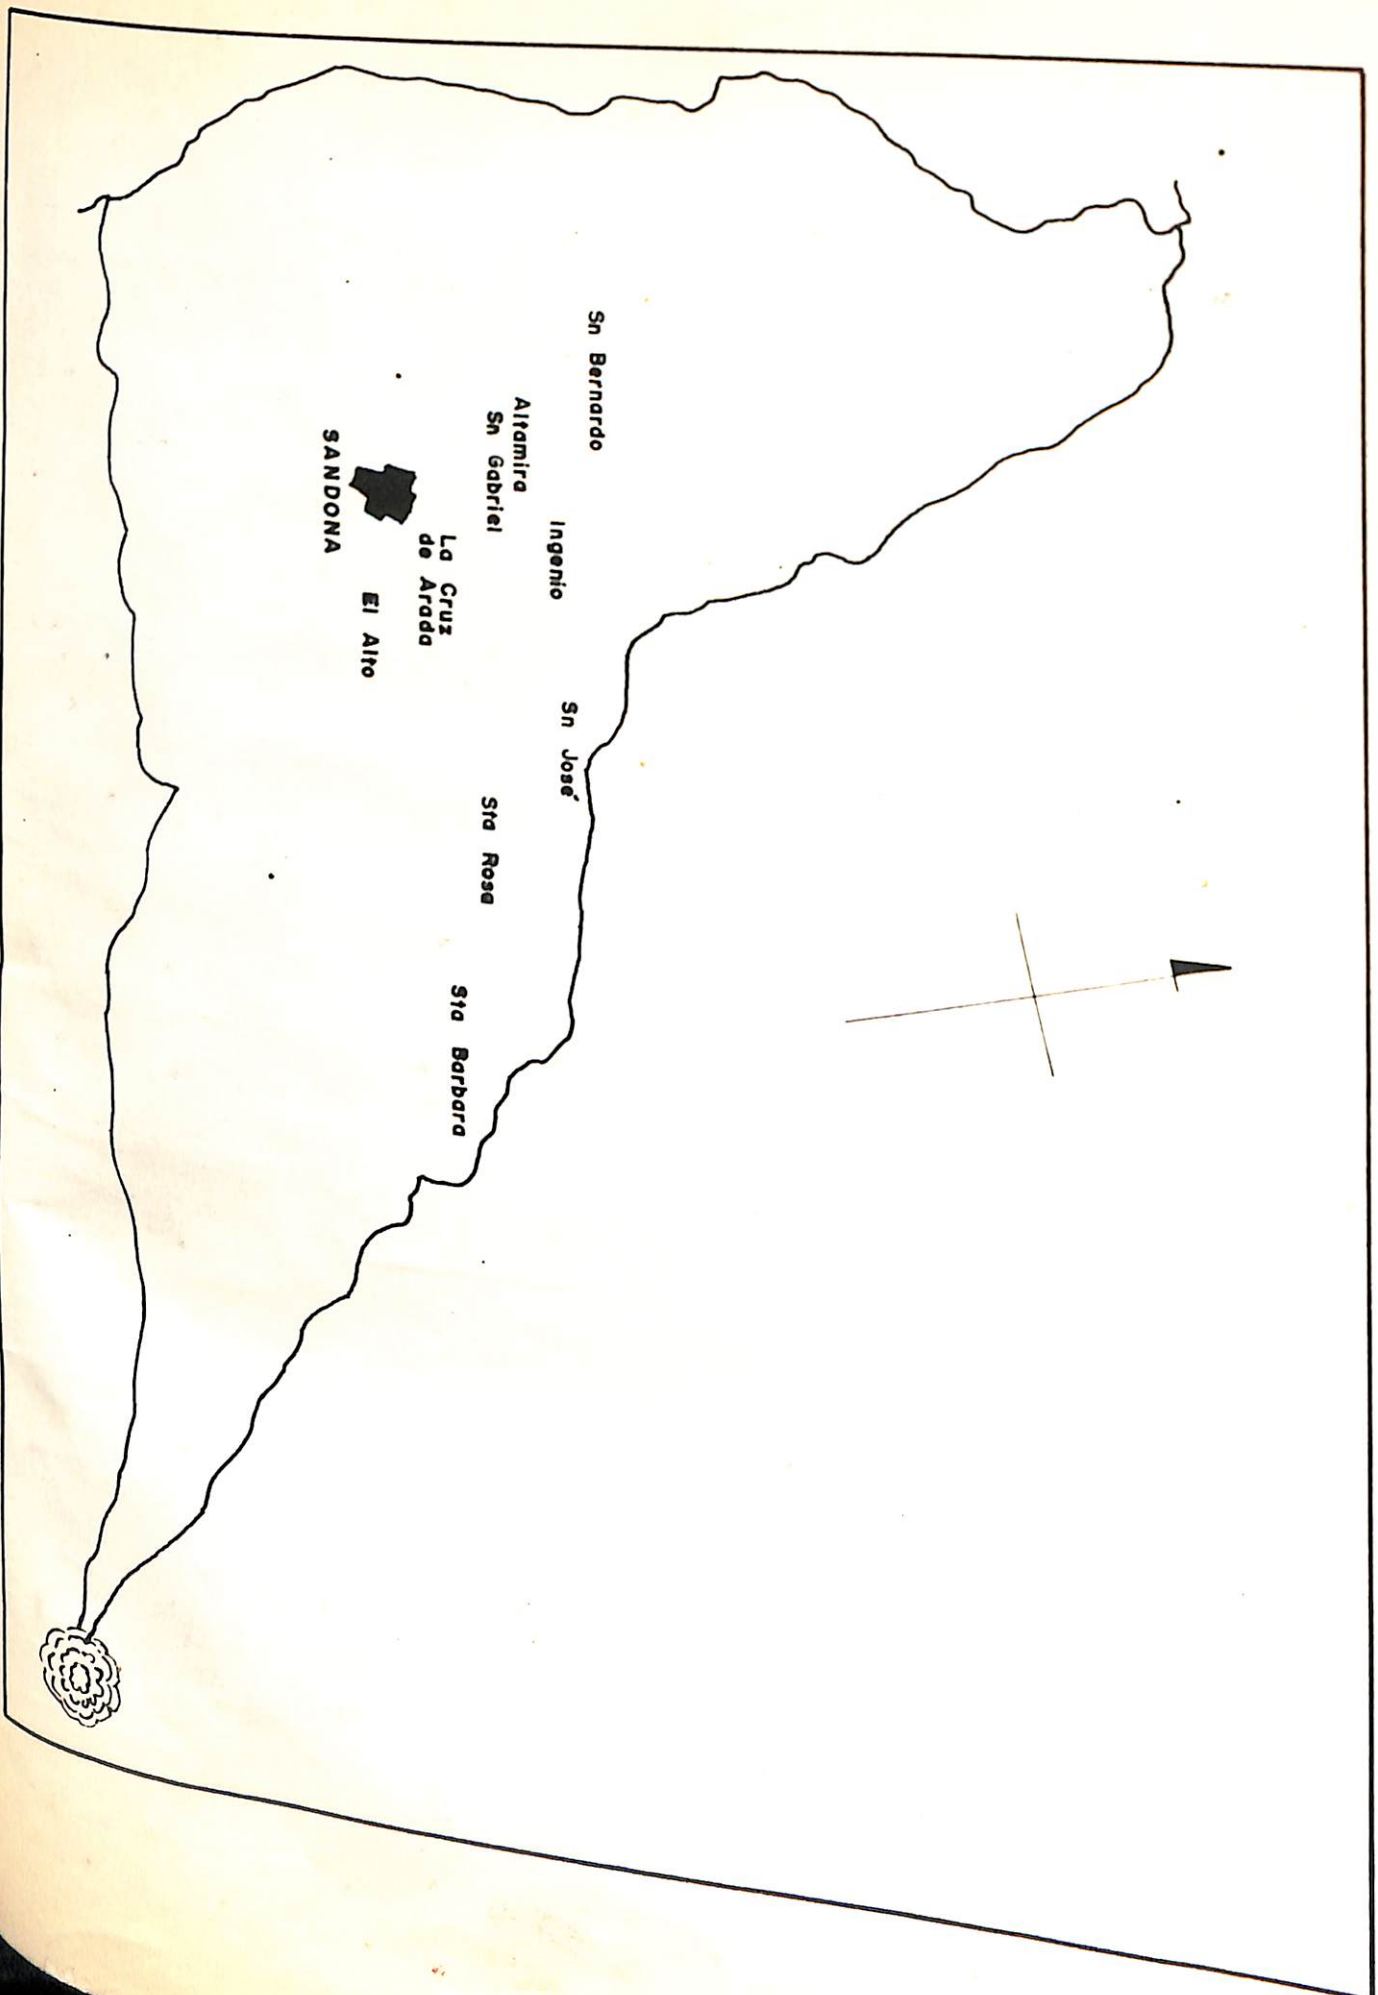 Sn Bernardo
Ingenio
Sn José
Altamira
Sn Gabriel
Sta Rosa
Sta Barbara
La Cruz
de Arada
El Alto
SANDONA